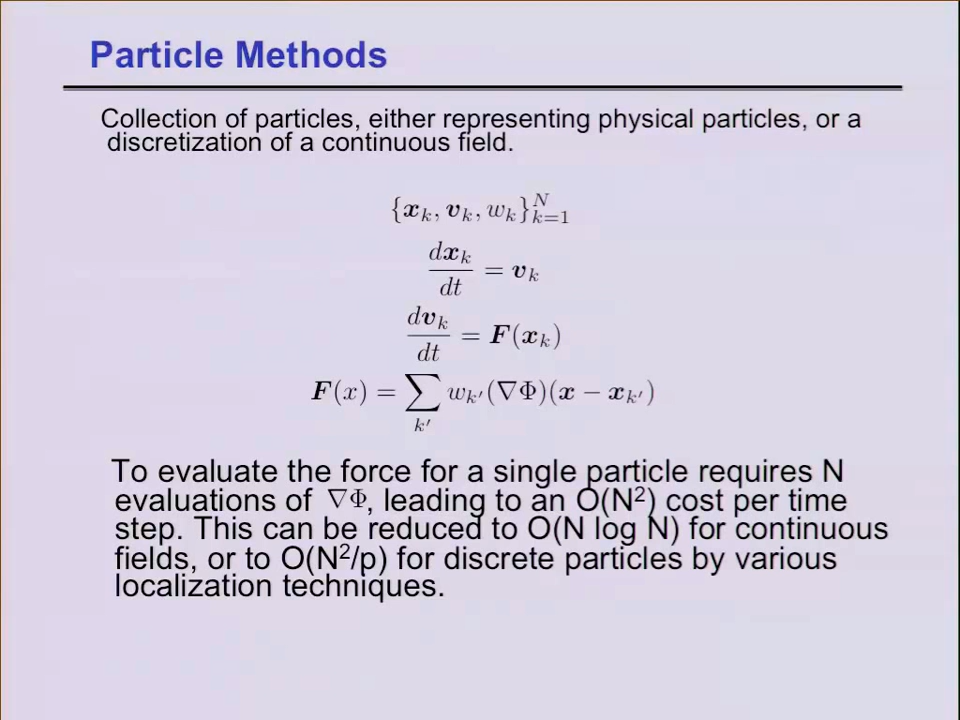 Particle Methods
Collection of particles, either representing physical particles, or a
discretization of a continuous field.
{x_k, v_k, w_k}_{k=1}^N
dx_k/dt = v_k
dv_k/dt = F(x_k)
F(x) = ∑_{k'} w_{k'}(∇Φ)(x − x_{k'})
To evaluate the force for a single particle requires N
evaluations of ∇Φ, leading to an O(N²) cost per time
step. This can be reduced to O(N log N) for continuous
fields, or to O(N²/p) for discrete particles by various
localization techniques.